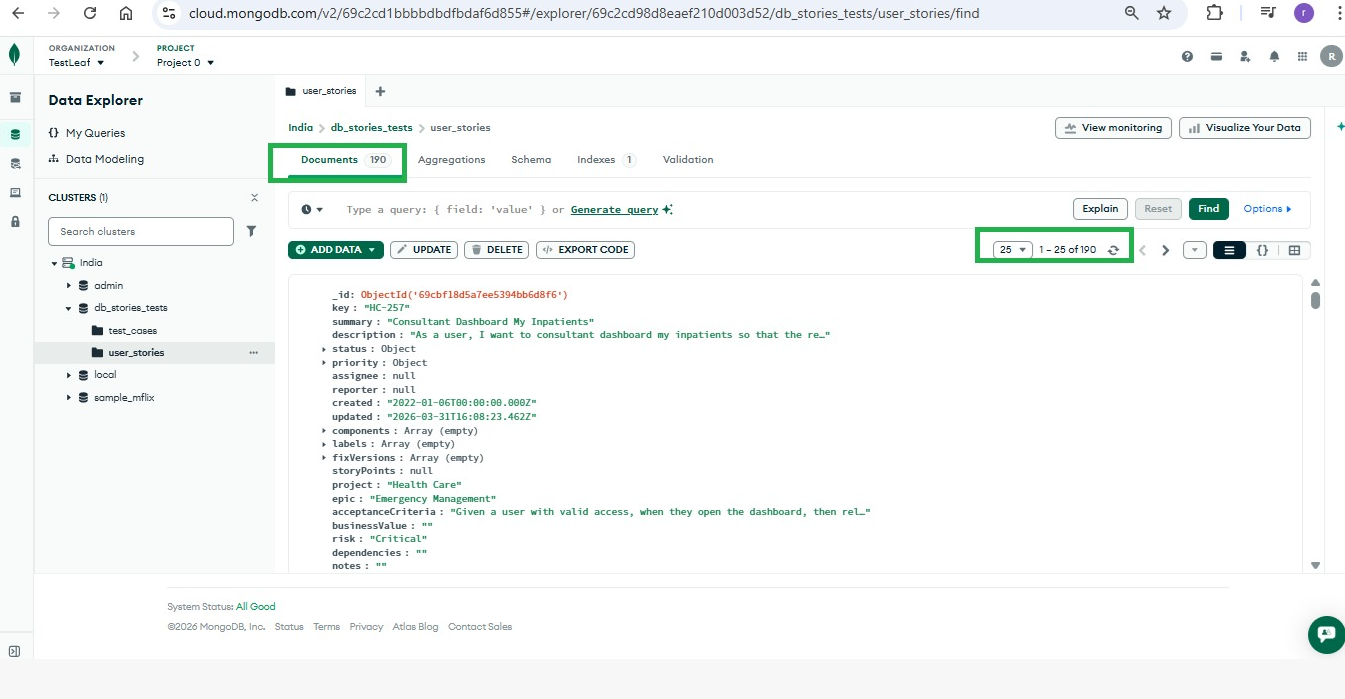 cloud.mongodb.com/v2/69c2cd1bbbbdbdfbdaf6d855#/explorer/69c2cd98d8eaef210d003d52/db_stories_tests/user_stories/find
r
ORGANIZATION
TestLeaf
PROJECT
Project 0
R
Data Explorer
{} My Queries
Data Modeling
CLUSTERS (1)
Search clusters
India
admin
db_stories_tests
test_cases
user_stories
local
sample_mflix
user_stories
India > db_stories_tests > user_stories
View monitoring
Visualize Your Data
Documents 190 Aggregations Schema Indexes 1 Validation
Type a query: { field: 'value' } or Generate query
Explain Reset Find Options
ADD DATA UPDATE DELETE EXPORT CODE
25 1 – 25 of 190
_id: ObjectId('69cbf18d5a7ee5394bb6d8f6')
key : "HC-257"
summary : "Consultant Dashboard My Inpatients"
description : "As a user, I want to consultant dashboard my inpatients so that the re…"
status : Object
priority : Object
assignee : null
reporter : null
created : "2022-01-06T00:00:00.000Z"
updated : "2026-03-31T16:08:23.462Z"
components : Array (empty)
labels : Array (empty)
fixVersions : Array (empty)
storyPoints : null
project : "Health Care"
epic : "Emergency Management"
acceptanceCriteria : "Given a user with valid access, when they open the dashboard, then rel…"
businessValue : ""
risk : "Critical"
dependencies : ""
notes : ""
System Status: All Good
©2026 MongoDB, Inc. Status Terms Privacy Atlas Blog Contact Sales